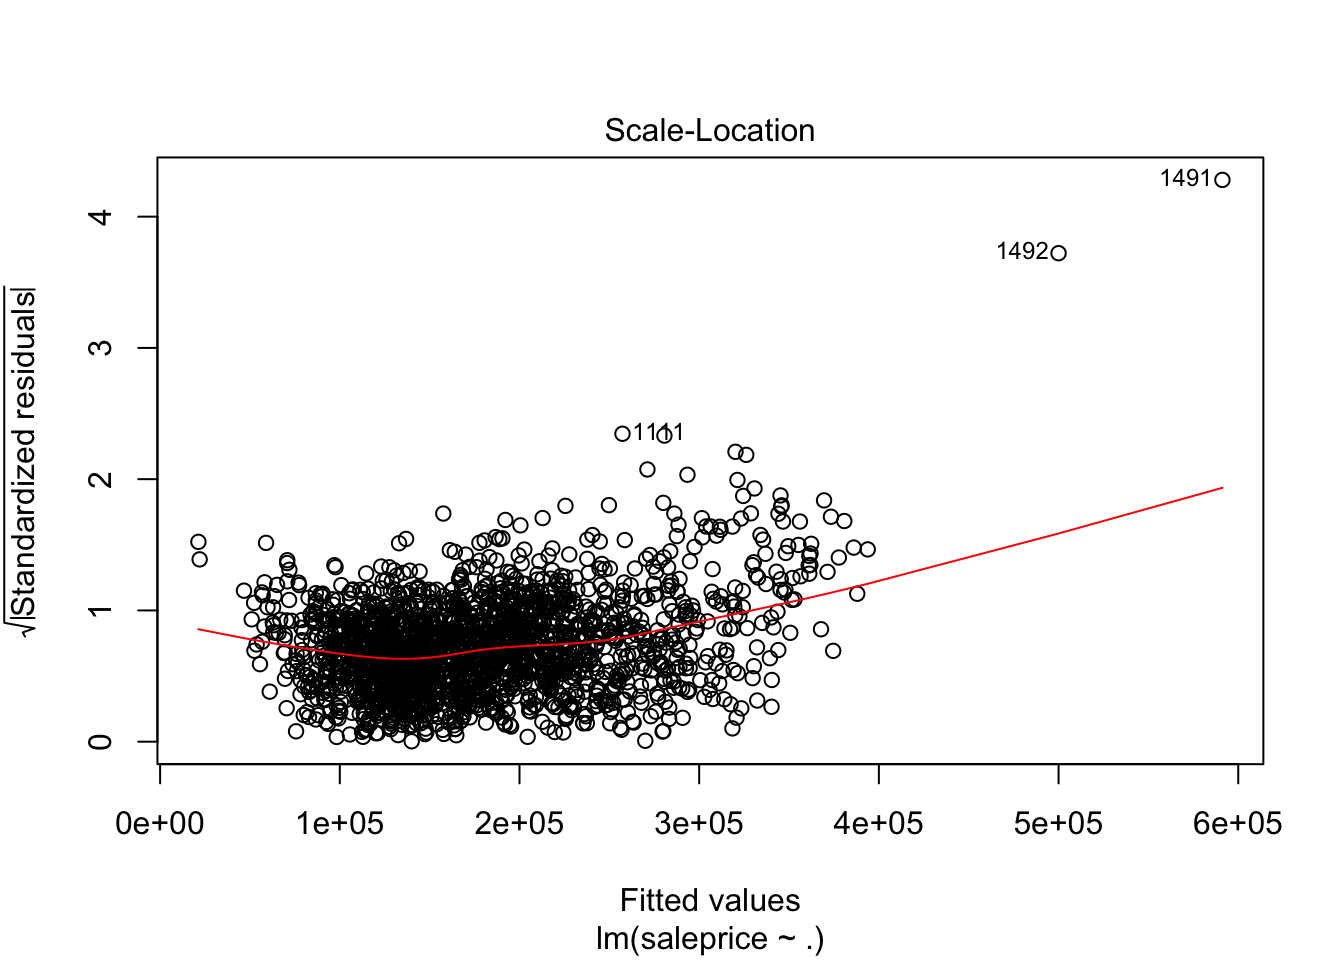 Scale-Location
√|Standardized residuals|
4
3
2
1
0
1491
1492
1111
0e+00 1e+05 2e+05 3e+05 4e+05 5e+05 6e+05
Fitted values
lm(saleprice ~ .)